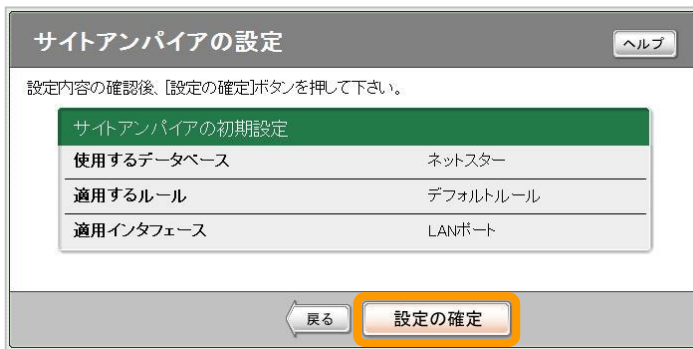 サイトアンパイアの設定
ヘルプ
設定内容の確認後、[設定の確定]ボタンを押して下さい。
サイトアンパイアの初期設定
使用するデータベース ネットスター
適用するルール デフォルトルール
適用インタフェース LANポート
戻る 設定の確定